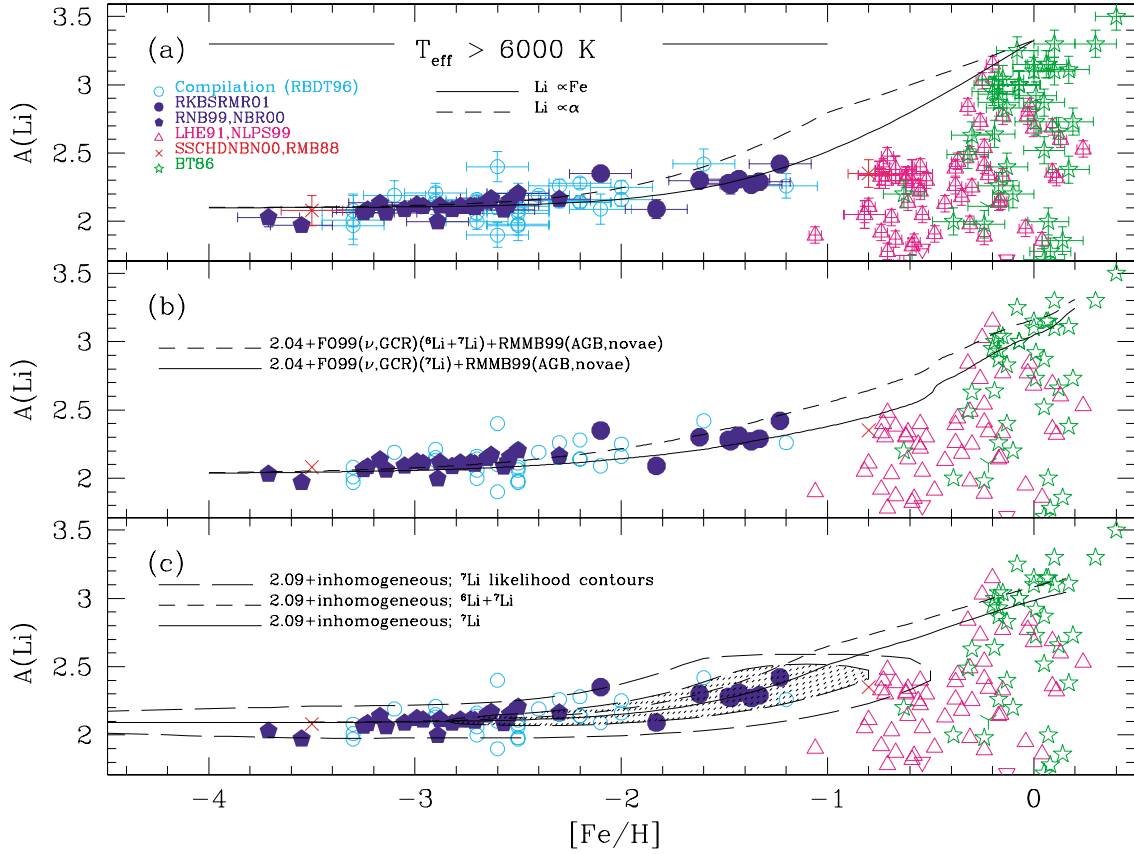 3.5
3
2.5
2
A(Li)
(a)
T_eff > 6000 K
Compilation (RBDT96)
RKBSRMR01
RNB99,NBR00
LHE91,NLPS99
SSCHDNBN00,RMB88
BT86
Li ∝Fe
Li ∝α
3.5
3
2.5
2
A(Li)
(b)
2.04+FO99(ν,GCR)(⁶Li+⁷Li)+RMMB99(AGB,novae)
2.04+FO99(ν,GCR)(⁷Li)+RMMB99(AGB,novae)
3.5
3
2.5
2
A(Li)
(c)
2.09+inhomogeneous; ⁷Li likelihood contours
2.09+inhomogeneous; ⁶Li+⁷Li
2.09+inhomogeneous; ⁷Li
−4 −3 −2 −1 0
[Fe/H]